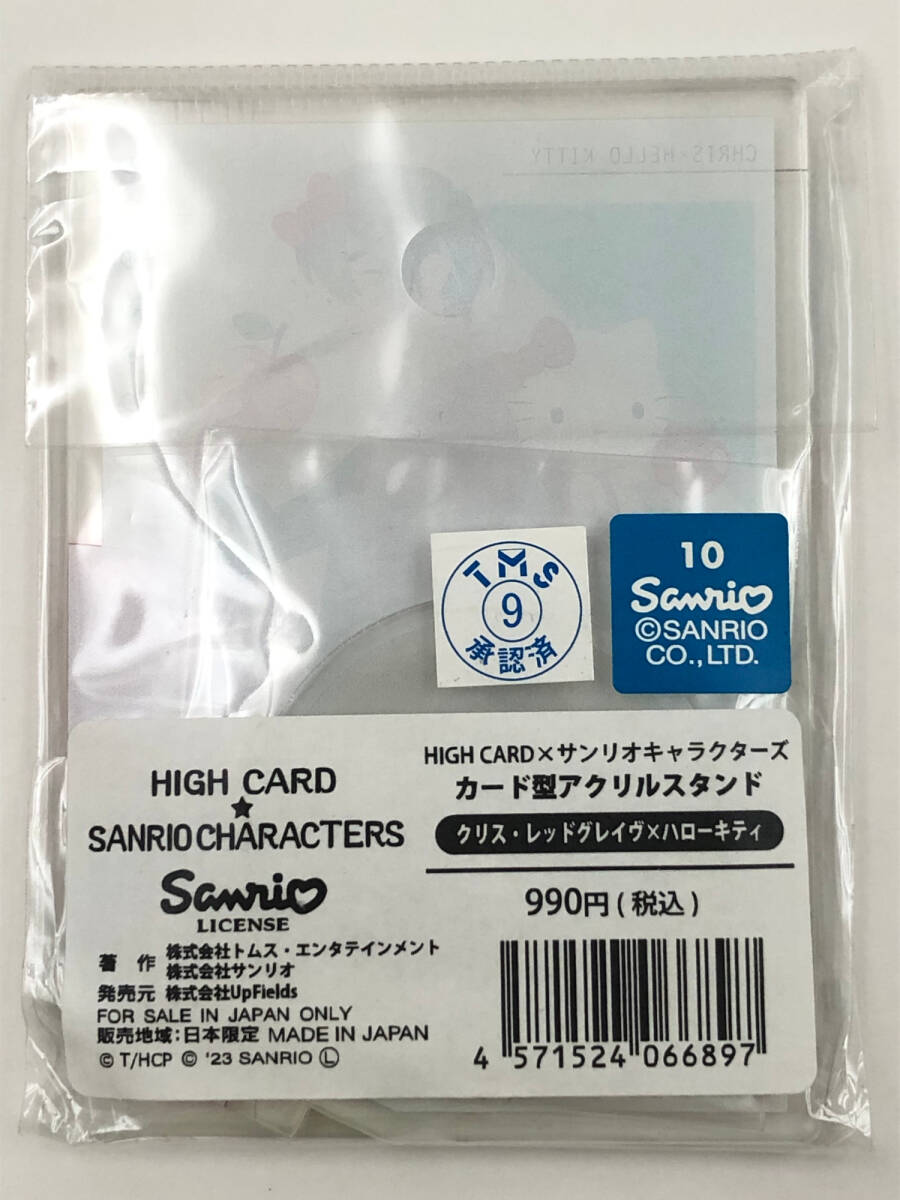 CHRIS×HELLO KITTY
TMS
9
承認済
10
Sanrio
©SANRIO
CO.,LTD.
HIGH CARD
★
SANRIO CHARACTERS
Sanrio
LICENSE
著 作 株式会社トムス・エンタテインメント
株式会社サンリオ
発売元 株式会社UpFields
FOR SALE IN JAPAN ONLY
販売地域:日本限定 MADE IN JAPAN
© T/HCP © '23 SANRIO Ⓛ
HIGH CARD×サンリオキャラクターズ
カード型アクリルスタンド
クリス・レッドグレイヴ×ハローキティ
990円(税込)
4 571524 066897